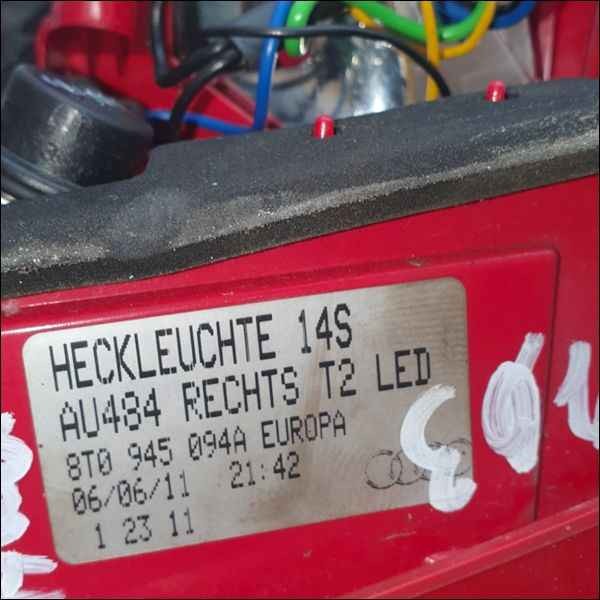 HECKLEUCHTE 14S
AU484 RECHTS T2 LED
8T0 945 094A EUROPA
06/06/11 21:42
1 23 11